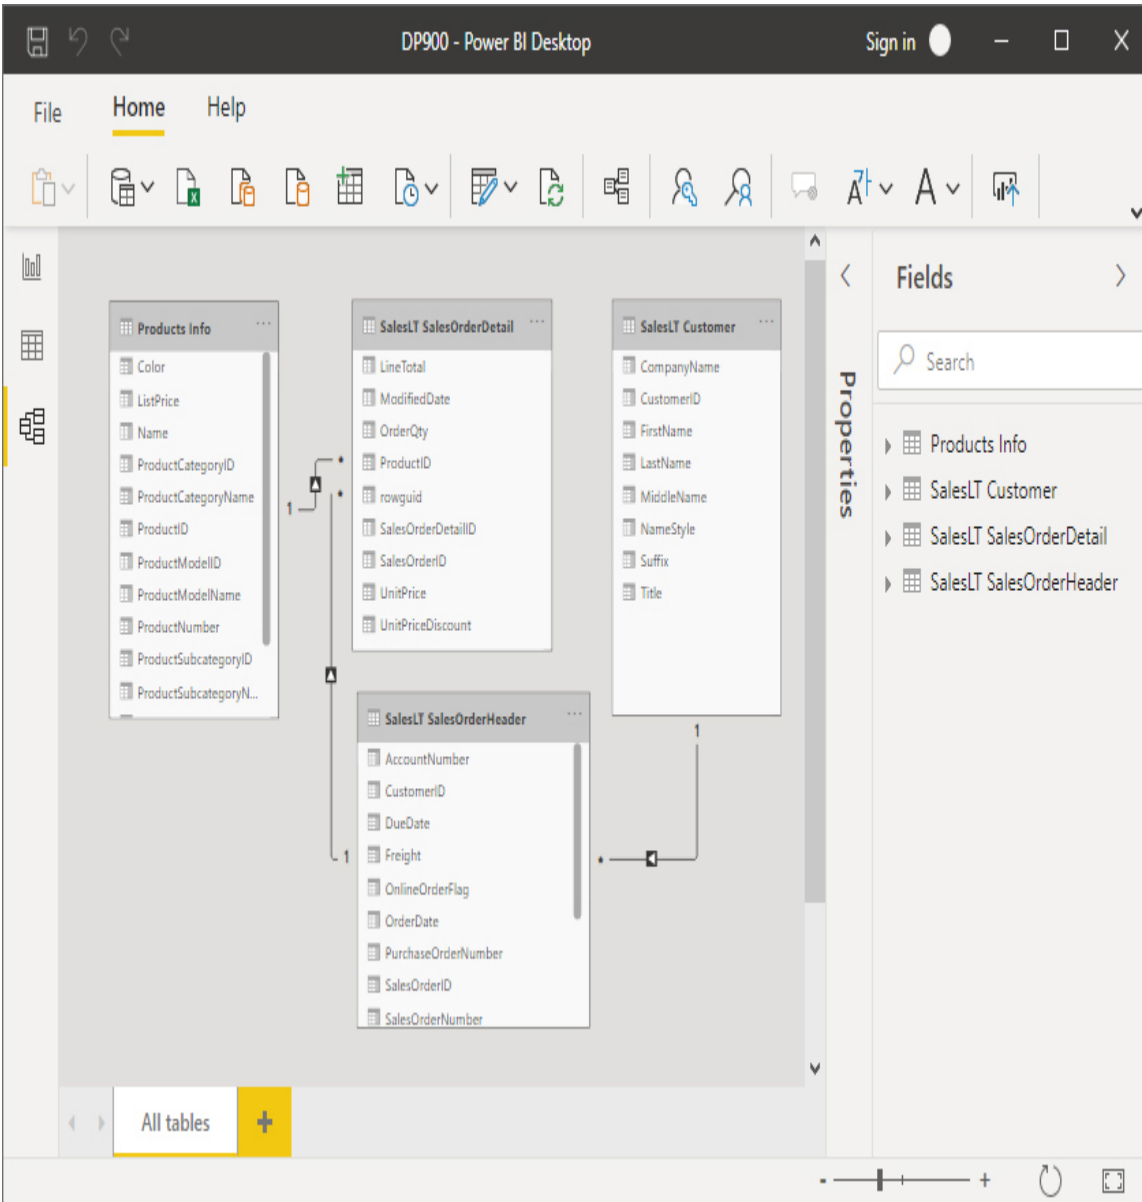 DP900 - Power BI Desktop
Sign in
File
Home
Help
Products Info
Color
ListPrice
Name
ProductCategoryID
ProductCategoryName
ProductID
ProductModelID
ProductModelName
ProductNumber
ProductSubcategoryID
ProductSubcategoryN...
SalesLT SalesOrderDetail
LineTotal
ModifiedDate
OrderQty
ProductID
rowguid
SalesOrderDetailID
SalesOrderID
UnitPrice
UnitPriceDiscount
SalesLT Customer
CompanyName
CustomerID
FirstName
LastName
MiddleName
NameStyle
Suffix
Title
1
*
*
1
SalesLT SalesOrderHeader
AccountNumber
CustomerID
DueDate
Freight
OnlineOrderFlag
OrderDate
PurchaseOrderNumber
SalesOrderID
SalesOrderNumber
1
*
Properties
Fields
Search
Products Info
SalesLT Customer
SalesLT SalesOrderDetail
SalesLT SalesOrderHeader
All tables
+
- +